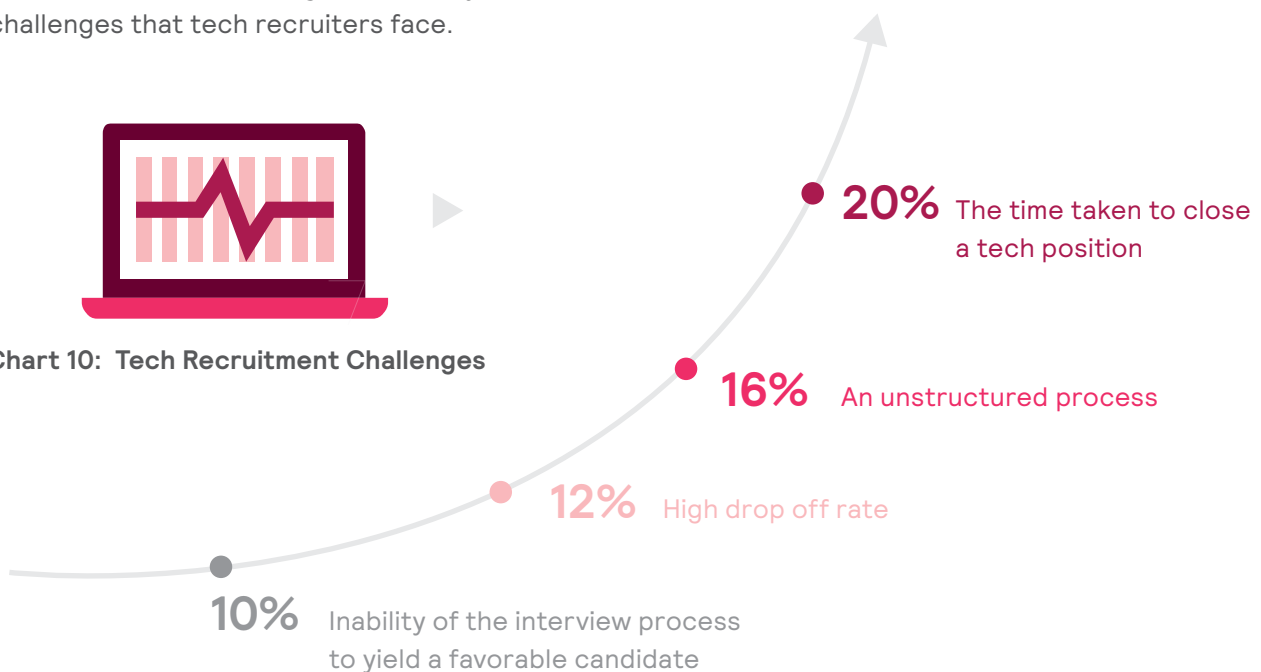 challenges that tech recruiters face.
20% The time taken to close
a tech position
Chart 10: Tech Recruitment Challenges
16% An unstructured process
12% High drop off rate
10% Inability of the interview process
to yield a favorable candidate